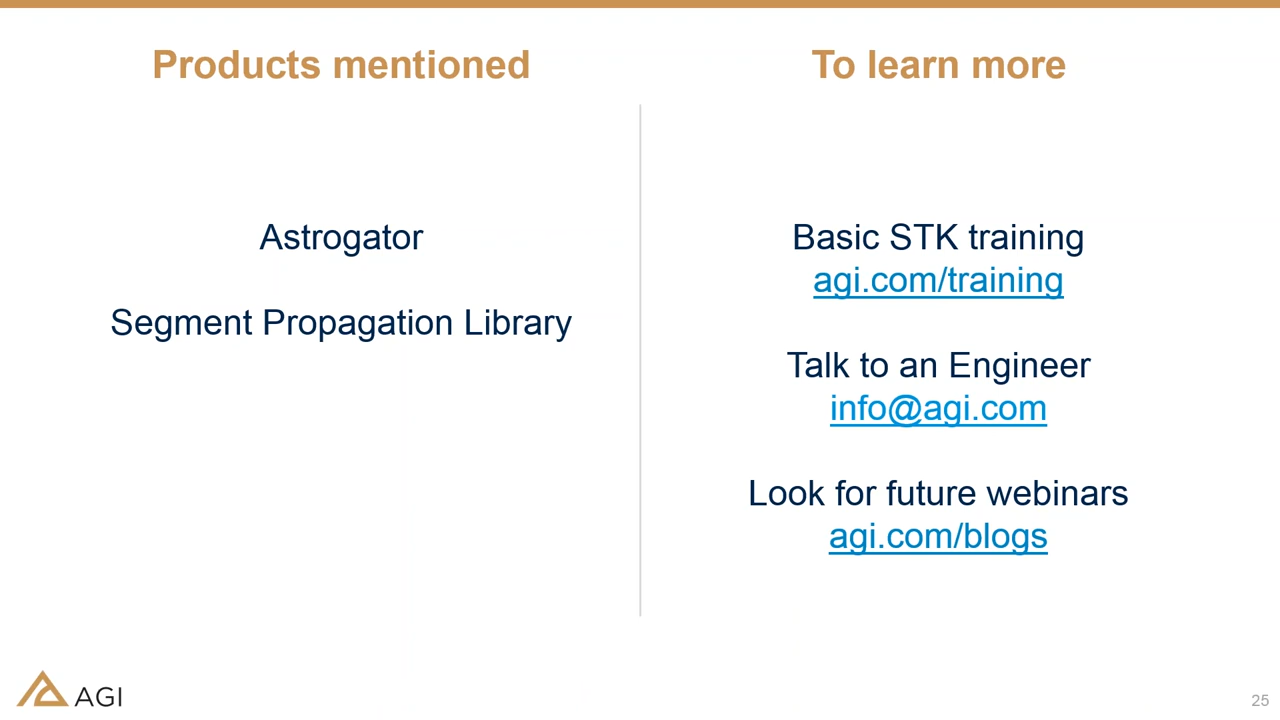 Products mentioned
Astrogator
Segment Propagation Library
To learn more
Basic STK training
agi.com/training
Talk to an Engineer
info@agi.com
Look for future webinars
agi.com/blogs
AGI
25